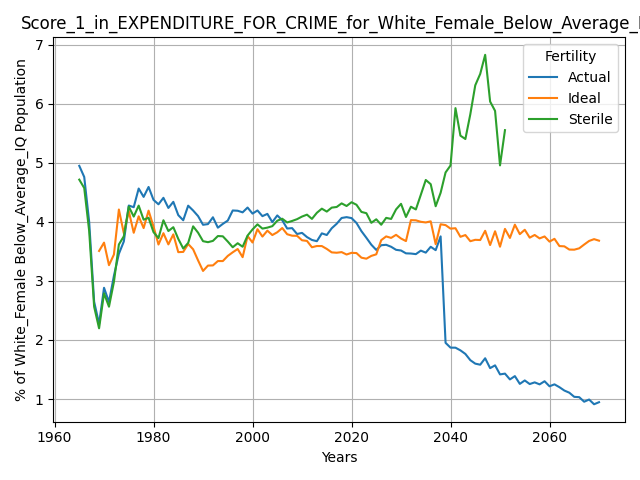 Score_1_in_EXPENDITURE_FOR_CRIME_for_White_Female_Below_Average_
Fertility
Actual
Ideal
Sterile
% of White_Female Below_Average_IQ Population
7
6
5
4
3
2
1
1960
1980
2000
2020
2040
2060
Years